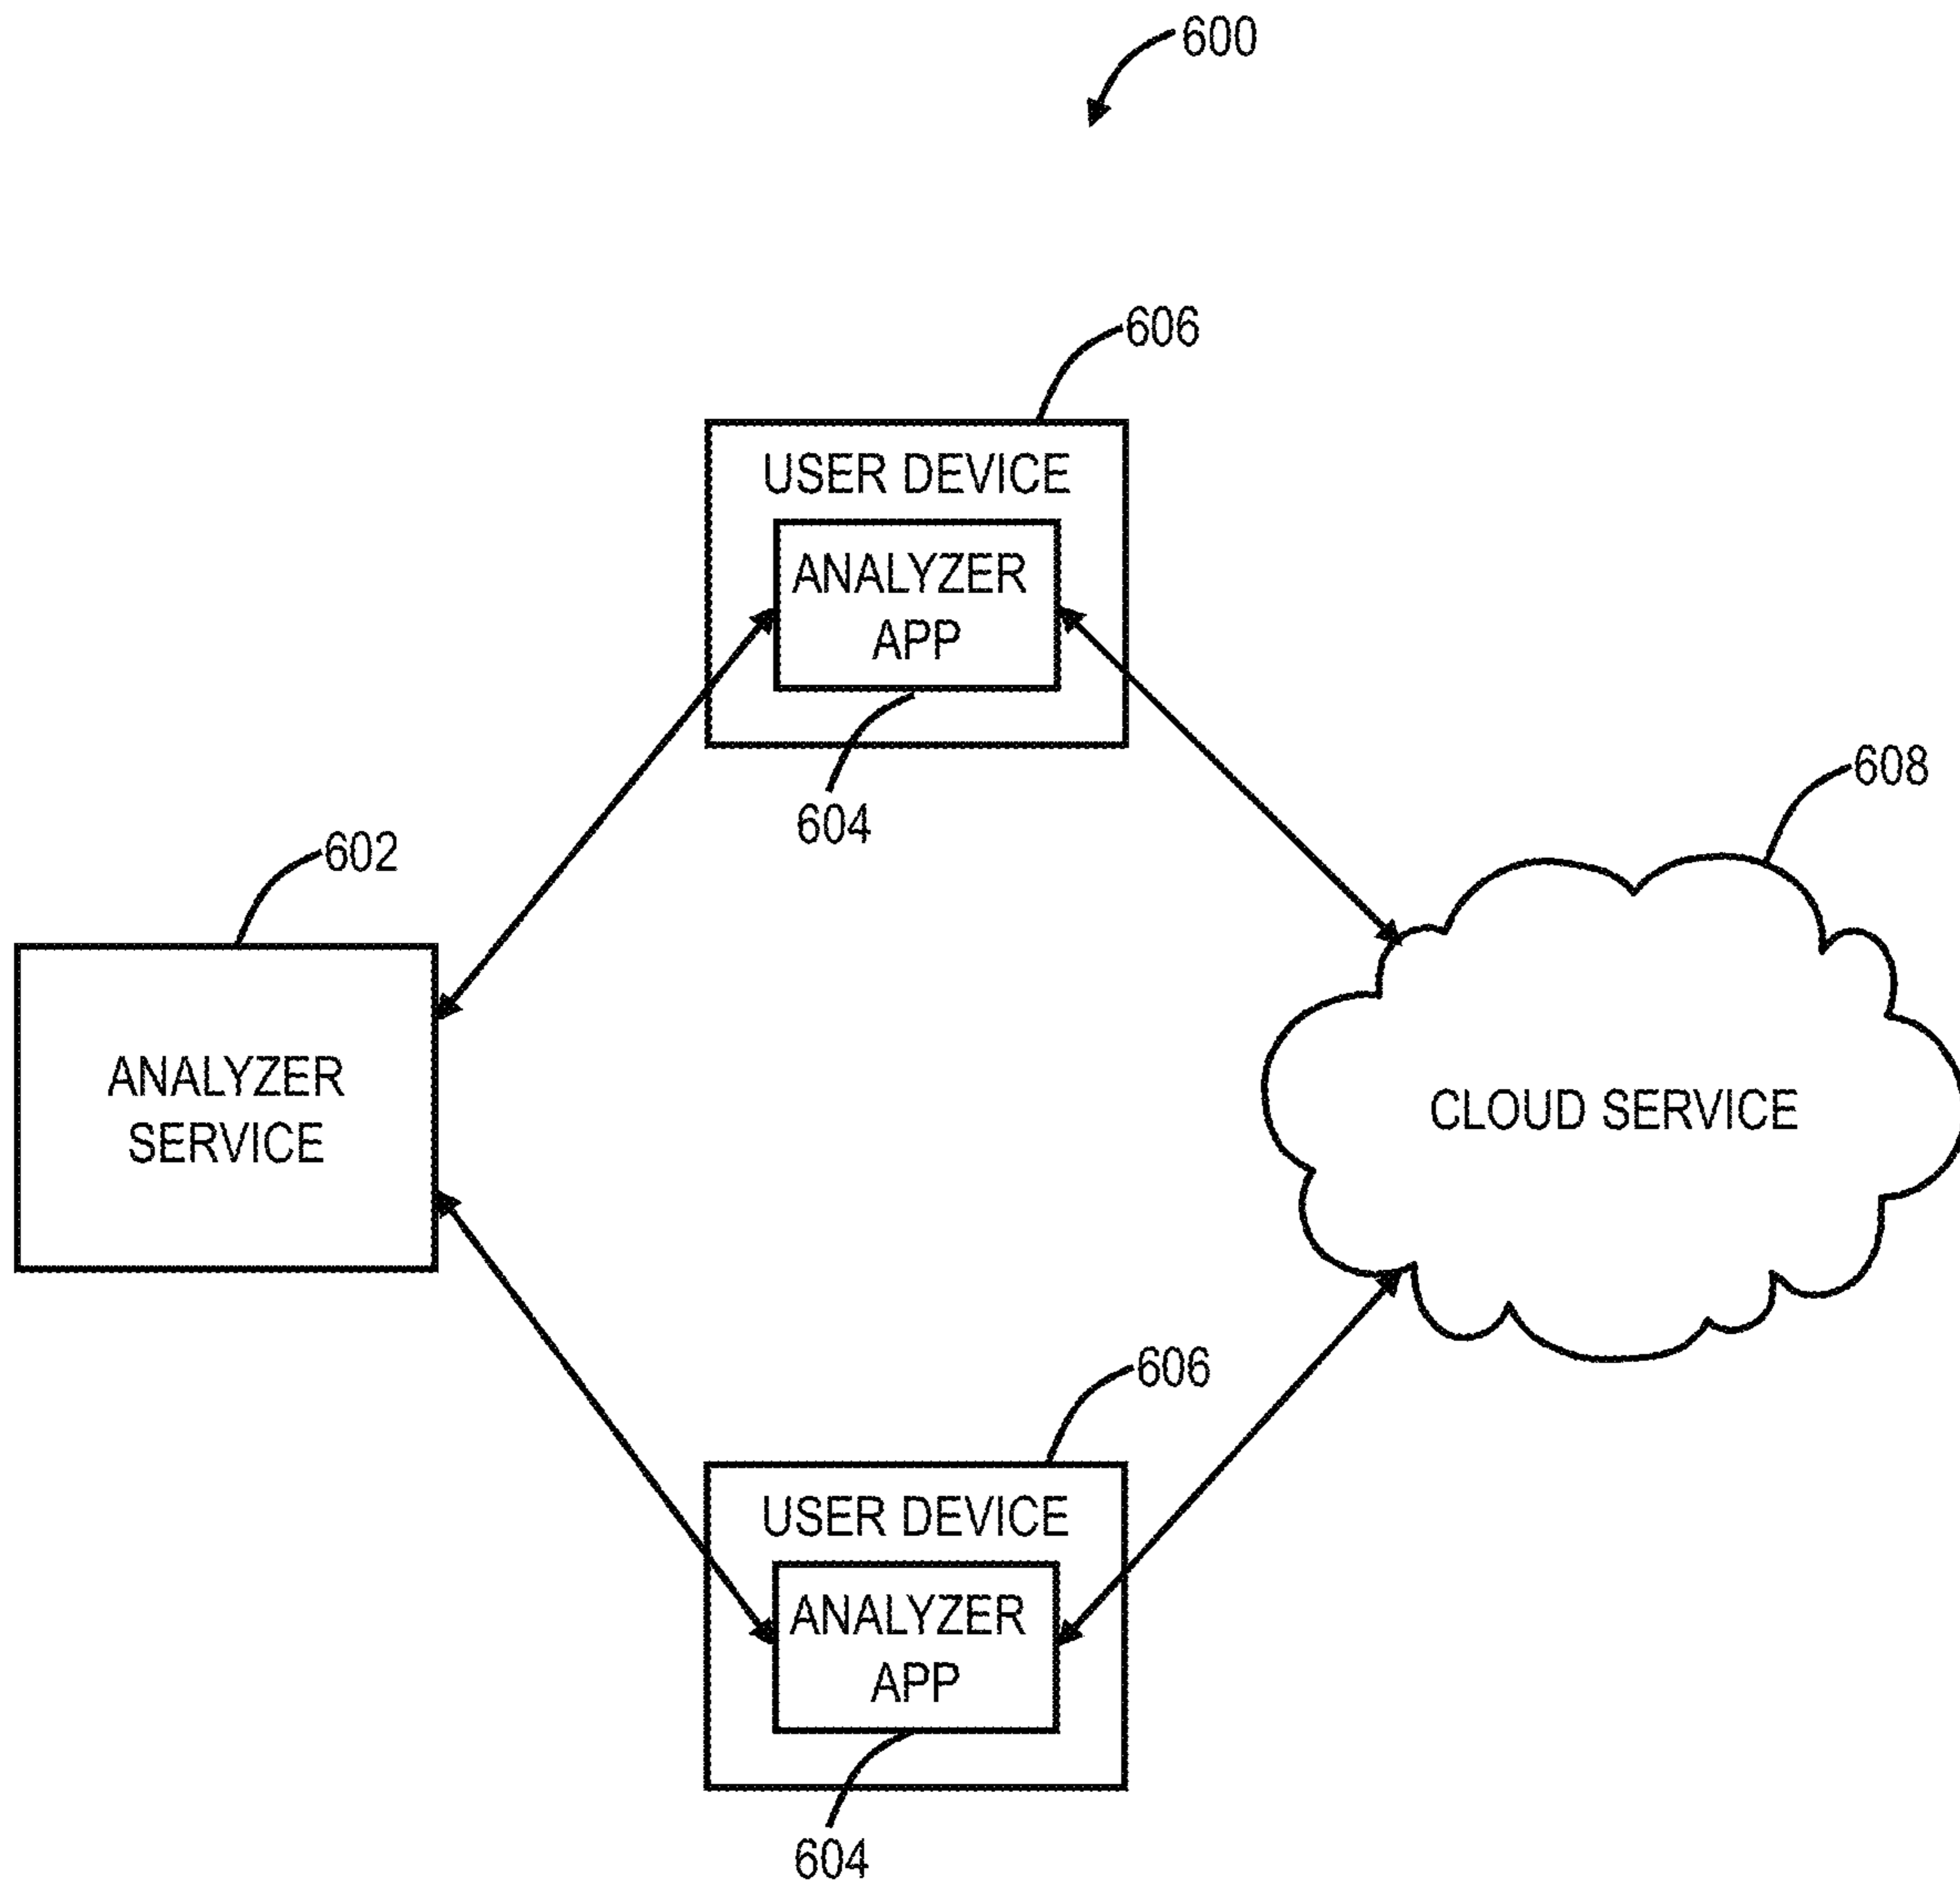 600
606
USER DEVICE
ANALYZER
APP
604
608
602
ANALYZER
SERVICE
CLOUD SERVICE
606
USER DEVICE
ANALYZER
APP
604